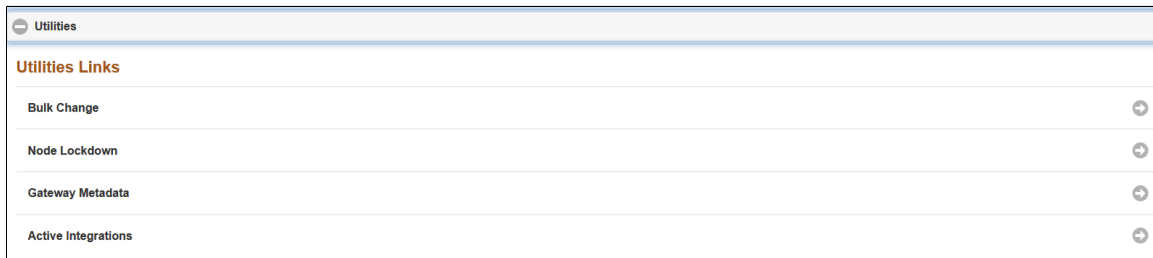 Utilities
Utilities Links
Bulk Change
Node Lockdown
Gateway Metadata
Active Integrations